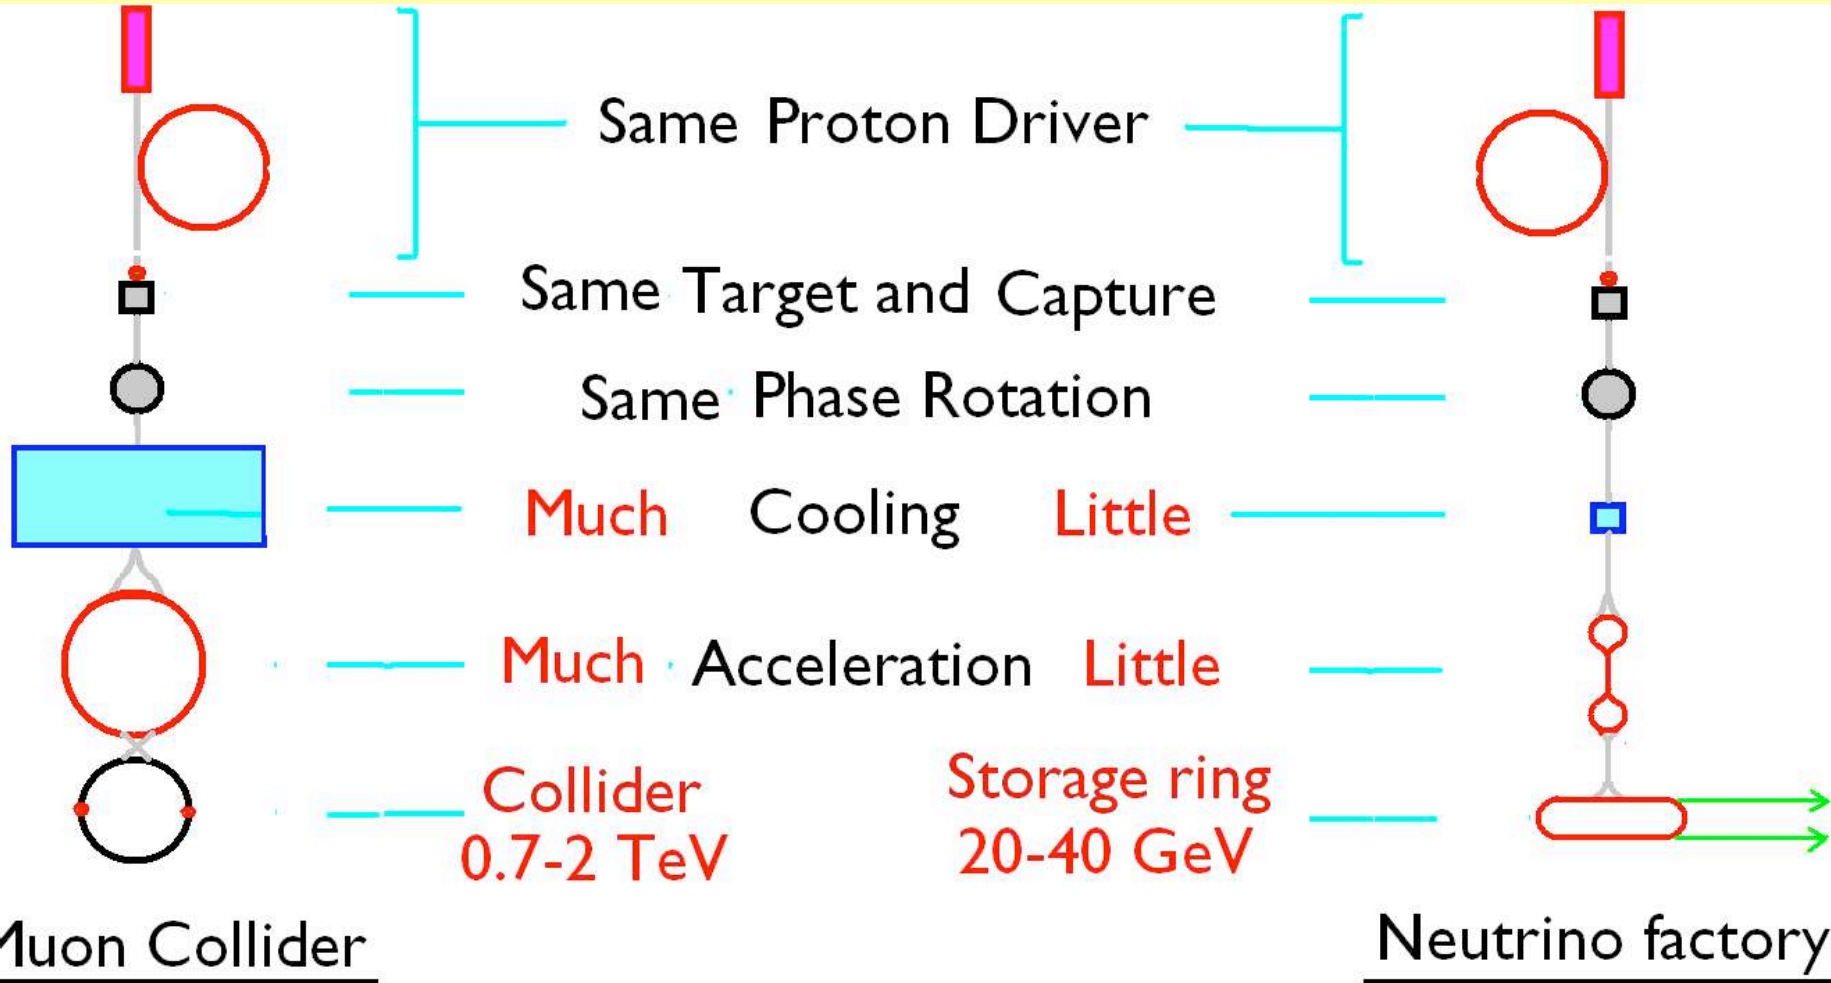 Same Proton Driver
Same Target and Capture
Same Phase Rotation
Much Cooling Little
Much Acceleration Little
Collider
0.7-2 TeV
Storage ring
20-40 GeV
Muon Collider
Neutrino factory